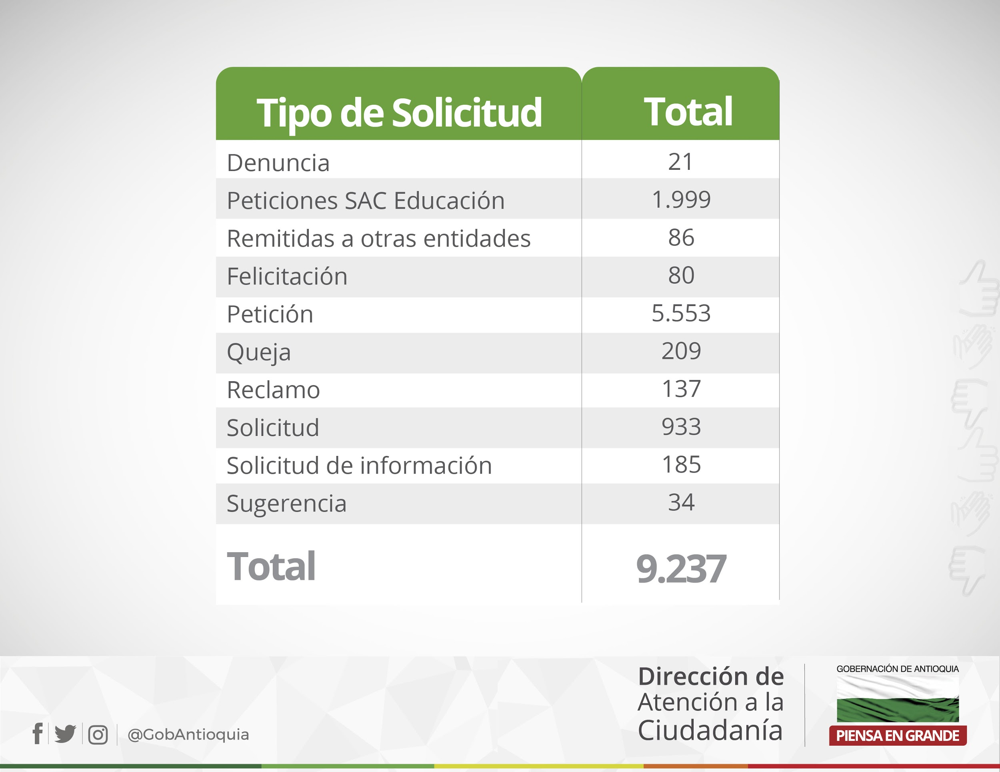 Tipo de Solicitud Total
Denuncia 21
Peticiones SAC Educación 1.999
Remitidas a otras entidades 86
Felicitación 80
Petición 5.553
Queja 209
Reclamo 137
Solicitud 933
Solicitud de información 185
Sugerencia 34
Total 9.237
@GobAntioquia
Dirección de
Atención a la
Ciudadanía
GOBERNACIÓN DE ANTIOQUIA
PIENSA EN GRANDE